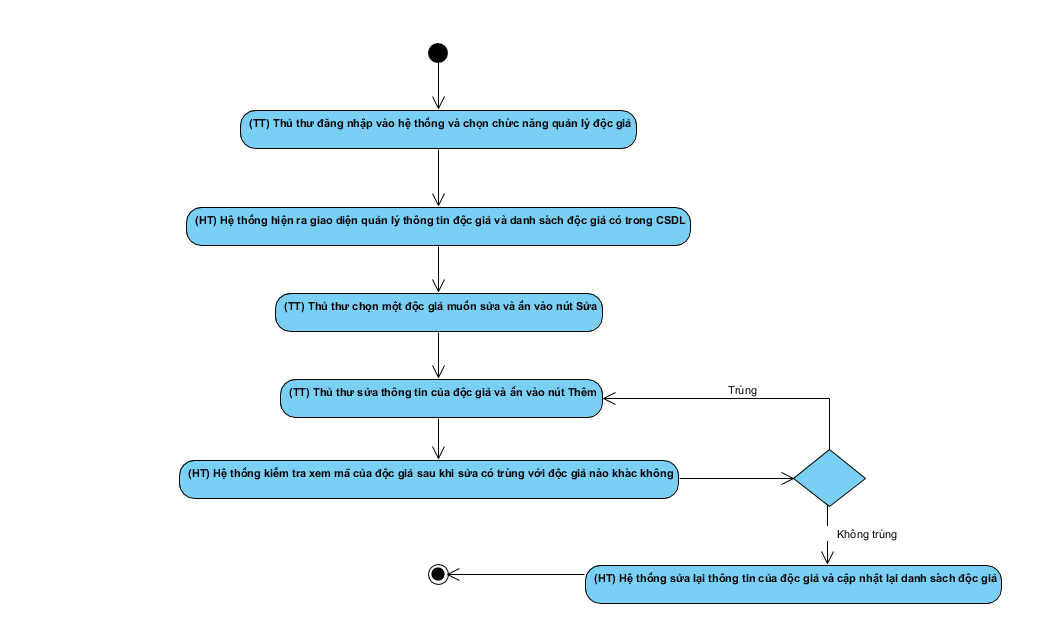 (TT) Thủ thư đăng nhập vào hệ thống và chọn chức năng quản lý độc giả
(HT) Hệ thống hiện ra giao diện quản lý thông tin độc giả và danh sách độc giả có trong CSDL
(TT) Thủ thư chọn một độc giả muốn sửa và ấn vào nút Sửa
(TT) Thủ thư sửa thông tin của độc giả và ấn vào nút Thêm
Trùng
(HT) Hệ thống kiểm tra xem mã của độc giả sau khi sửa có trùng với độc giả nào khác không
Không trùng
(HT) Hệ thống sửa lại thông tin của độc giả và cập nhật lại danh sách độc giả